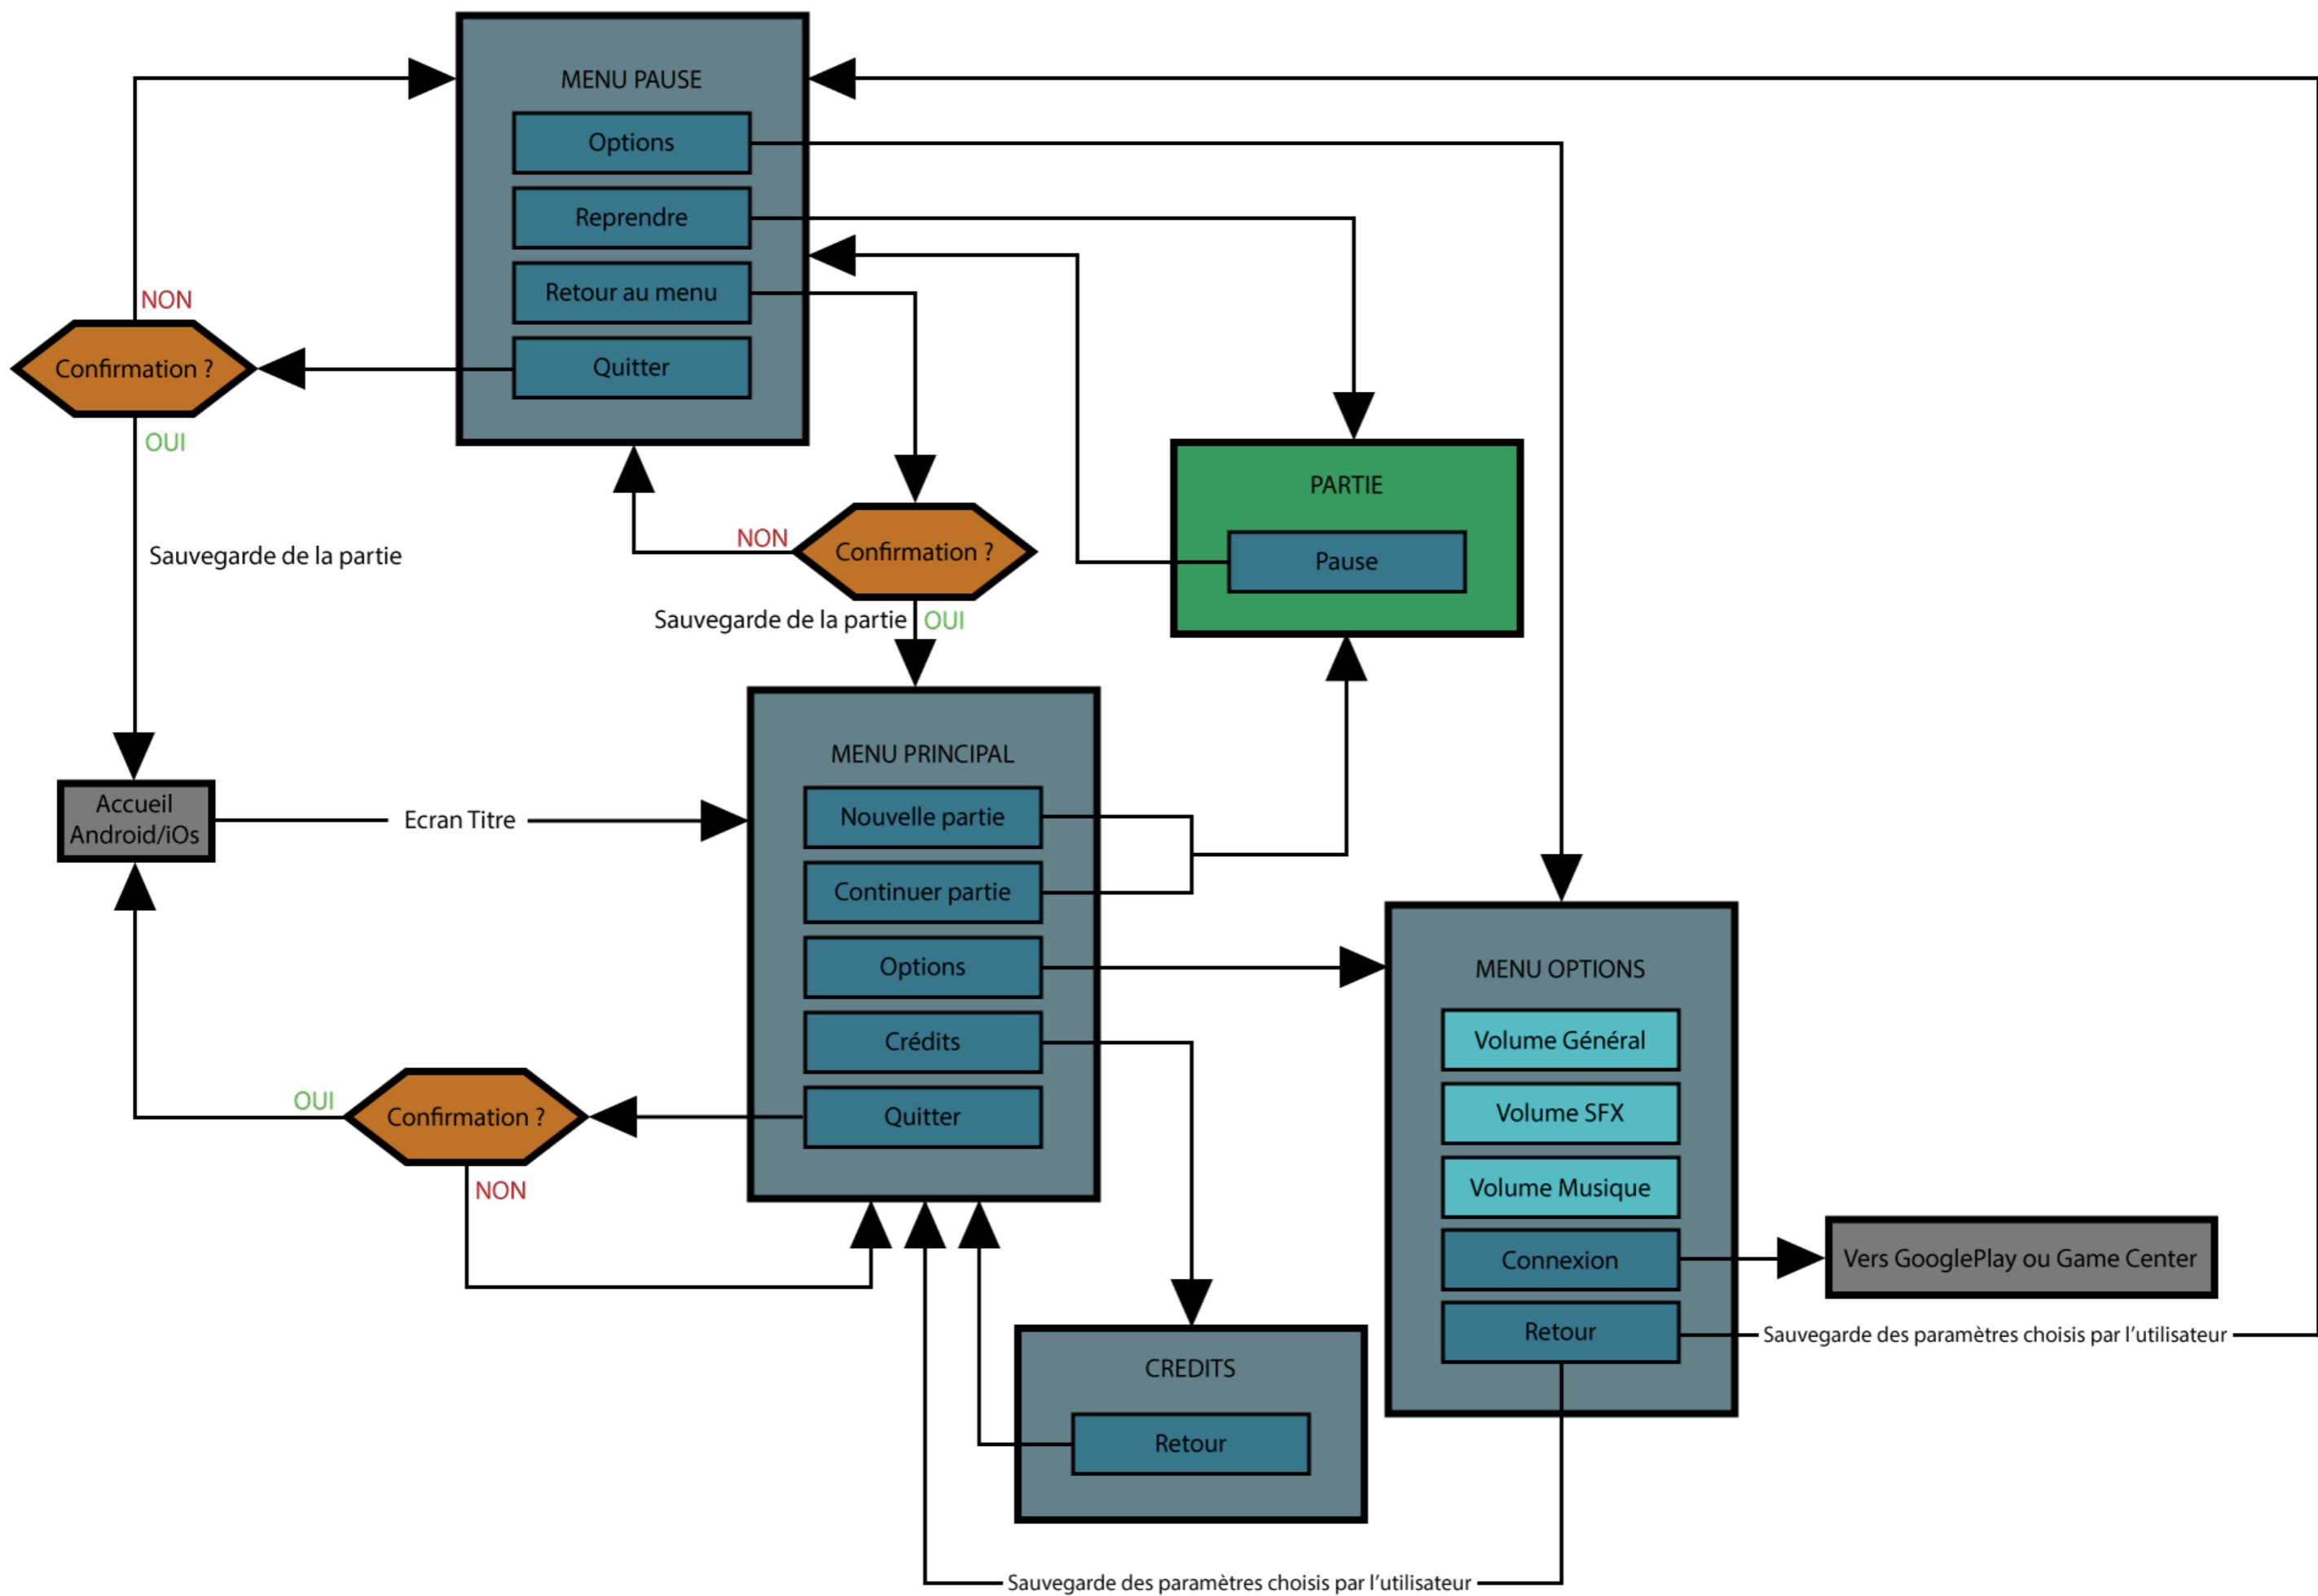 MENU PAUSE
Options
Reprendre
Retour au menu
Quitter
NON
Confirmation ?
OUI
Sauvegarde de la partie
NON
Confirmation ?
Sauvegarde de la partie
OUI
PARTIE
Pause
Accueil
Android/iOs
Ecran Titre
MENU PRINCIPAL
Nouvelle partie
Continuer partie
Options
Crédits
Quitter
OUI
Confirmation ?
NON
MENU OPTIONS
Volume Général
Volume SFX
Volume Musique
Connexion
Retour
Vers GooglePlay ou Game Center
Sauvegarde des paramètres choisis par l'utilisateur
CREDITS
Retour
Sauvegarde des paramètres choisis par l'utilisateur